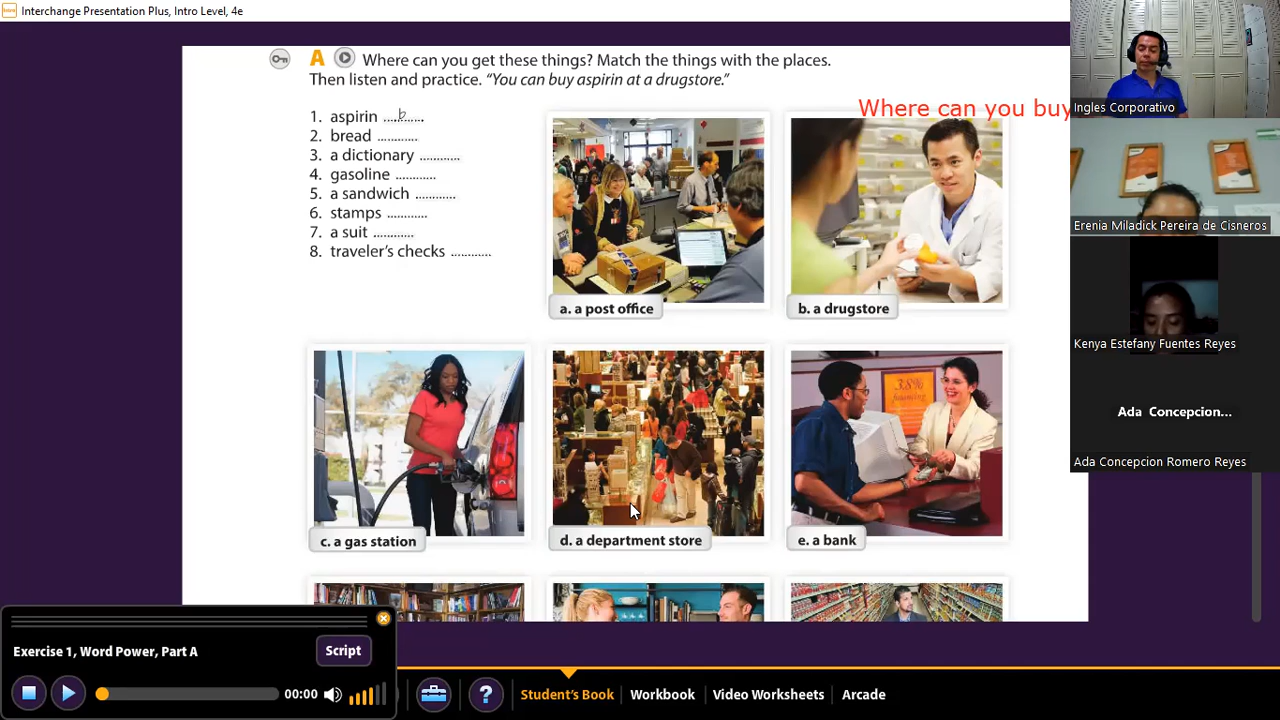 Interchange Presentation Plus, Intro Level, 4e
A Where can you get these things? Match the things with the places.
Then listen and practice. “You can buy aspirin at a drugstore.”
Where can you buy
1. aspirin ....b.......
2. bread ............
3. a dictionary ............
4. gasoline ............
5. a sandwich ............
6. stamps ............
7. a suit ............
8. traveler’s checks ............
a. a post office
b. a drugstore
3.8%
c. a gas station
d. a department store
e. a bank
Ingles Corporativo
Erenia Miladick Pereira de Cisneros
Kenya Estefany Fuentes Reyes
Ada Concepcion...
Ada Concepcion Romero Reyes
Exercise 1, Word Power, Part A
Script
00:00
?
Student’s Book
Workbook
Video Worksheets
Arcade